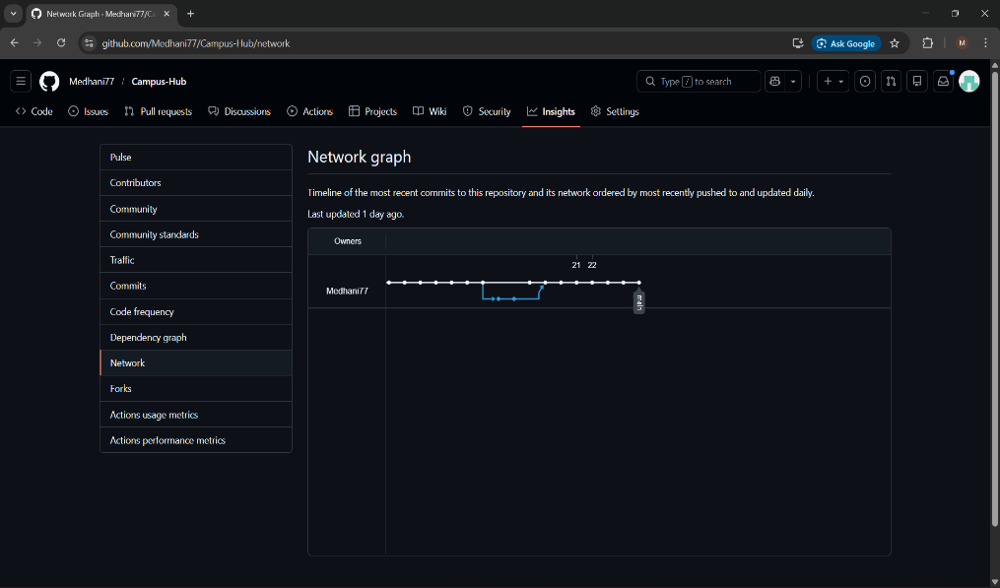 Network Graph - Medhani77/Ca
github.com/Medhani77/Campus-Hub/network
Ask Google
M
Medhani77 / Campus-Hub
Type / to search
Code
Issues
Pull requests
Discussions
Actions
Projects
Wiki
Security
Insights
Settings
Pulse
Contributors
Community
Community standards
Traffic
Commits
Code frequency
Dependency graph
Network
Forks
Actions usage metrics
Actions performance metrics
Network graph
Timeline of the most recent commits to this repository and its network ordered by most recently pushed to and updated daily.
Last updated 1 day ago.
Owners
21 22
Medhani77
main